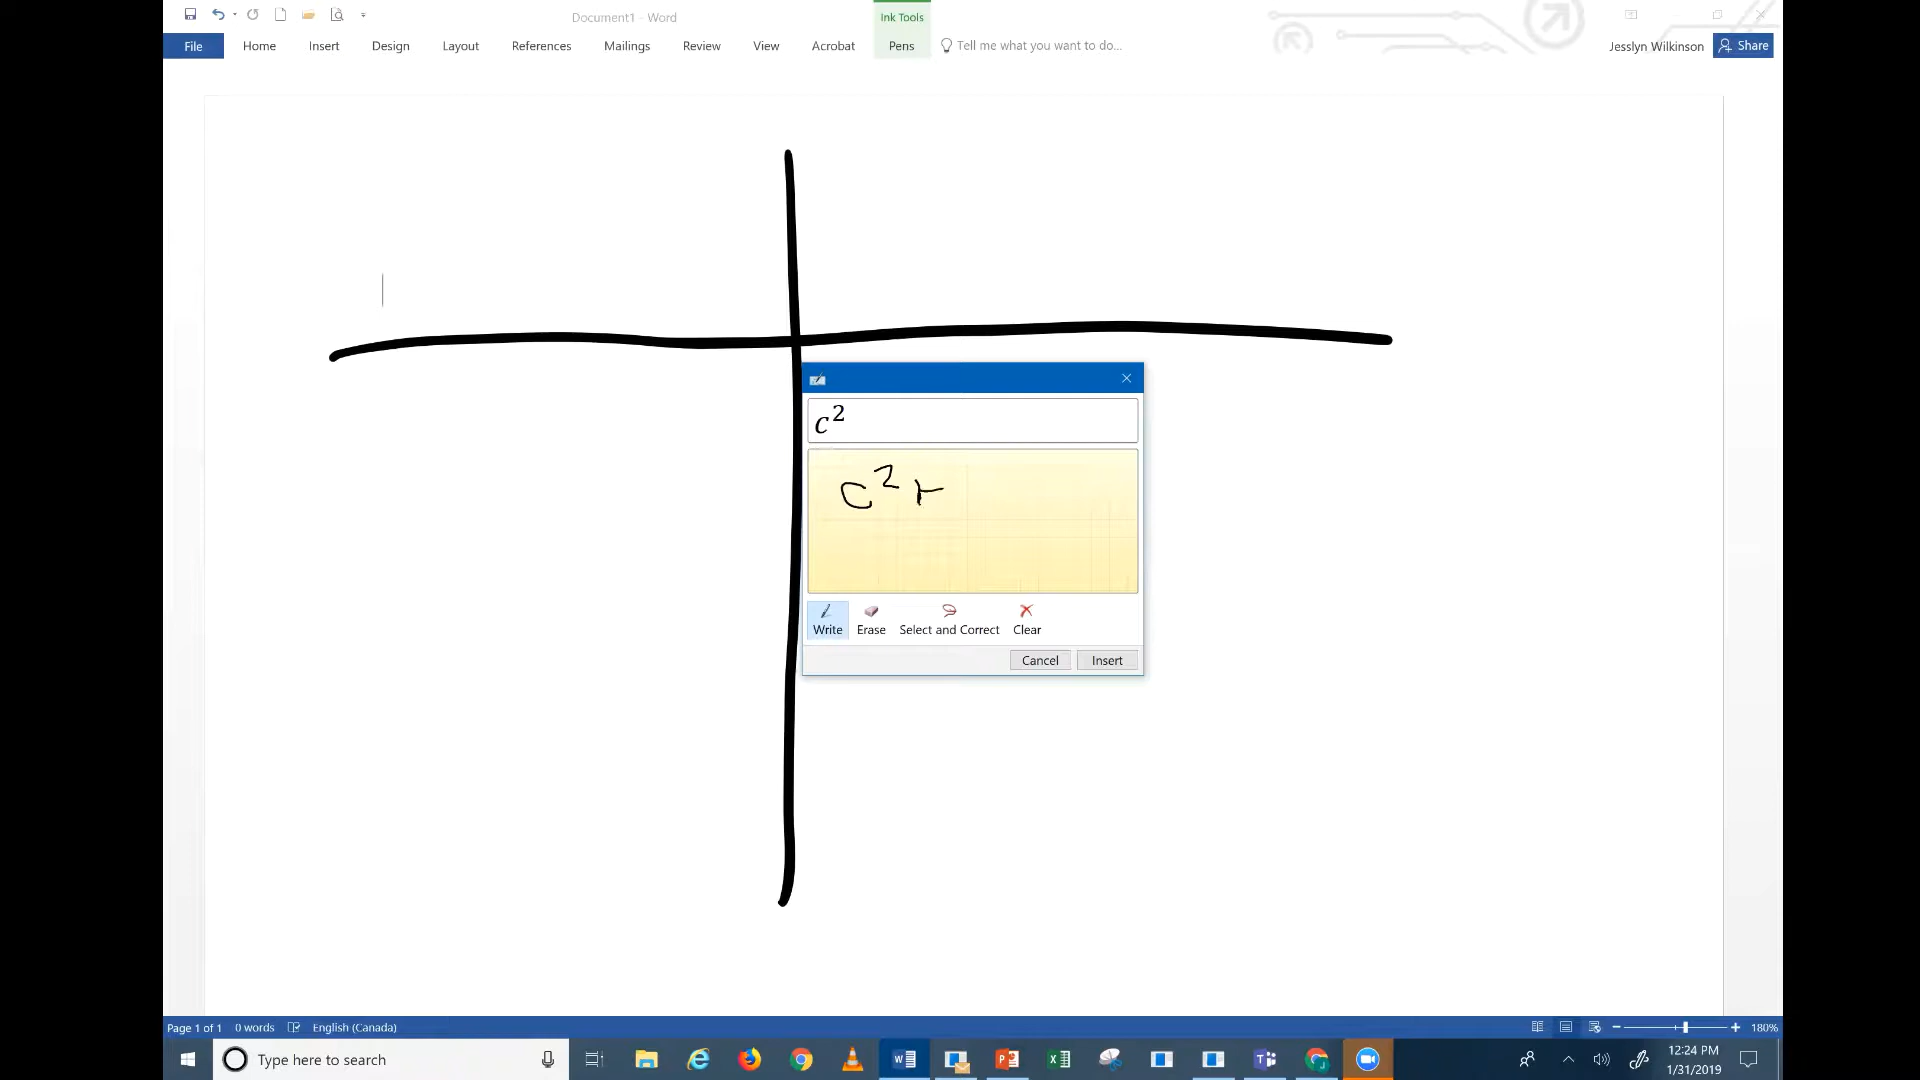 Document1 - Word
Ink Tools
File Home Insert Design Layout References Mailings Review View Acrobat Pens Tell me what you want to do... Jesslyn Wilkinson Share
c²
c²+
Write Erase Select and Correct Clear
Cancel Insert
Page 1 of 1 0 words English (Canada) 180%
Type here to search
12:24 PM
1/31/2019